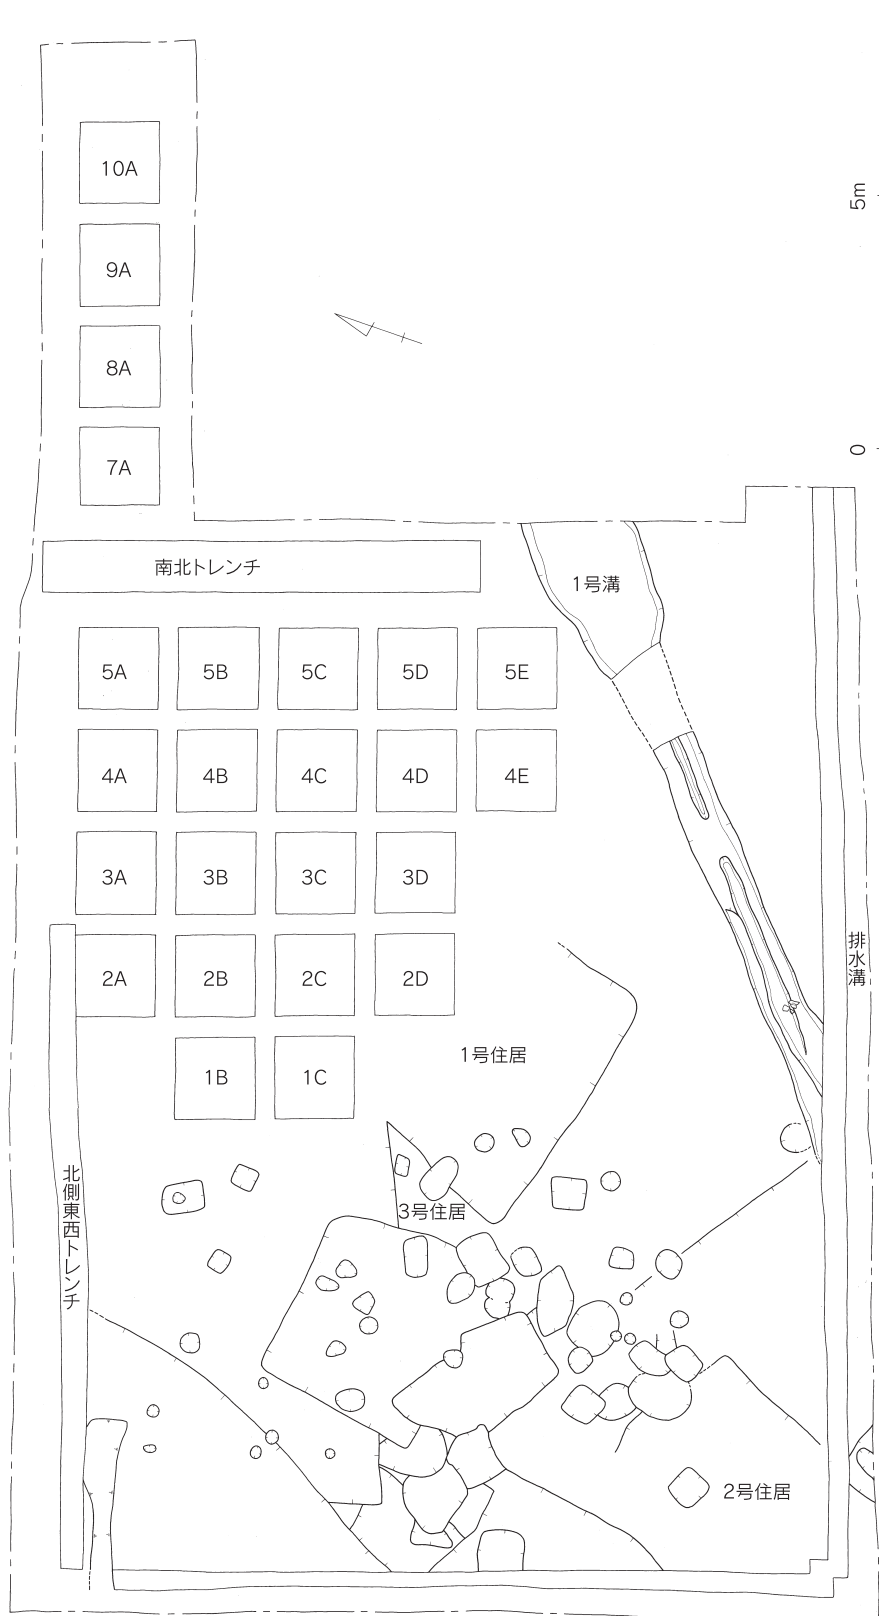 10A
5m
9A
8A
0
7A
南北トレンチ
1号溝
5A 5B 5C 5D 5E
4A 4B 4C 4D 4E
3A 3B 3C 3D
排水溝
2A 2B 2C 2D
1号住居
1B 1C
北側東西トレンチ
3号住居
2号住居